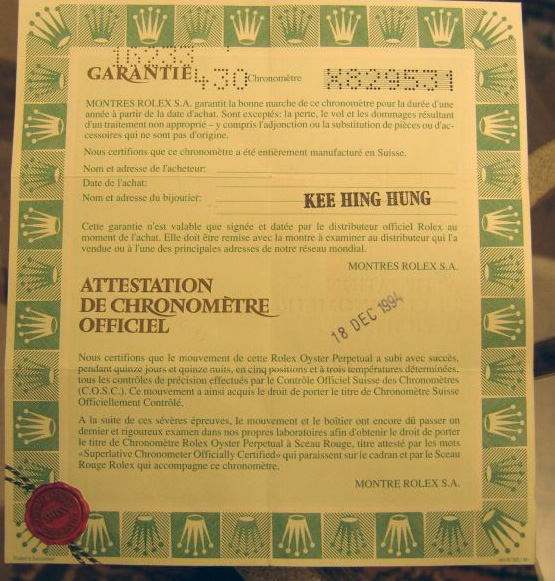 16233
GARANTIE 430 Chronomètre
MONTRES ROLEX S.A. garantit la bonne marche de ce chronomètre pour la durée d'une
année à partir de la date d'achat. Sont exceptés: la perte, le vol et les dommages résultant
d'un traitement non approprié – y compris l'adjonction ou la substitution de pièces ou d'ac-
cessoires qui ne sont pas d'origine.
Nous certifions que ce chronomètre a été entièrement manufacturé en Suisse.
Nom et adresse de l'acheteur:
Date de l'achat:
Nom et adresse du bijoutier: KEE HING HUNG
Cette garantie n'est valable que signée et datée par le distributeur officiel Rolex au
moment de l'achat. Elle doit être remise avec la montre à examiner au distributeur qui l'a
vendue ou à l'une des principales adresses de notre réseau mondial.
MONTRES ROLEX S.A.
ATTESTATION
DE CHRONOMÈTRE
OFFICIEL
18 DEC 1994
Nous certifions que le mouvement de cette Rolex Oyster Perpetual a subi avec succès,
pendant quinze jours et quinze nuits, en cinq positions et à trois températures déterminées,
tous les contrôles de précision effectués par le Contrôle Officiel Suisse des Chronomètres
(C.O.S.C.). Ce mouvement a ainsi acquis le droit de porter le titre de Chronomètre Suisse
Officiellement Contrôlé.
A la suite de ces sévères épreuves, le mouvement et le boîtier ont encore dû passer un
dernier et rigoureux examen dans nos propres laboratoires afin d'obtenir le droit de porter
le titre de Chronomètre Rolex Oyster Perpetual à Sceau Rouge, titre attesté par les mots
«Superlative Chronometer Officially Certified» qui paraissent sur le cadran et par le Sceau
Rouge Rolex qui accompagne ce chronomètre.
MONTRE ROLEX S.A.